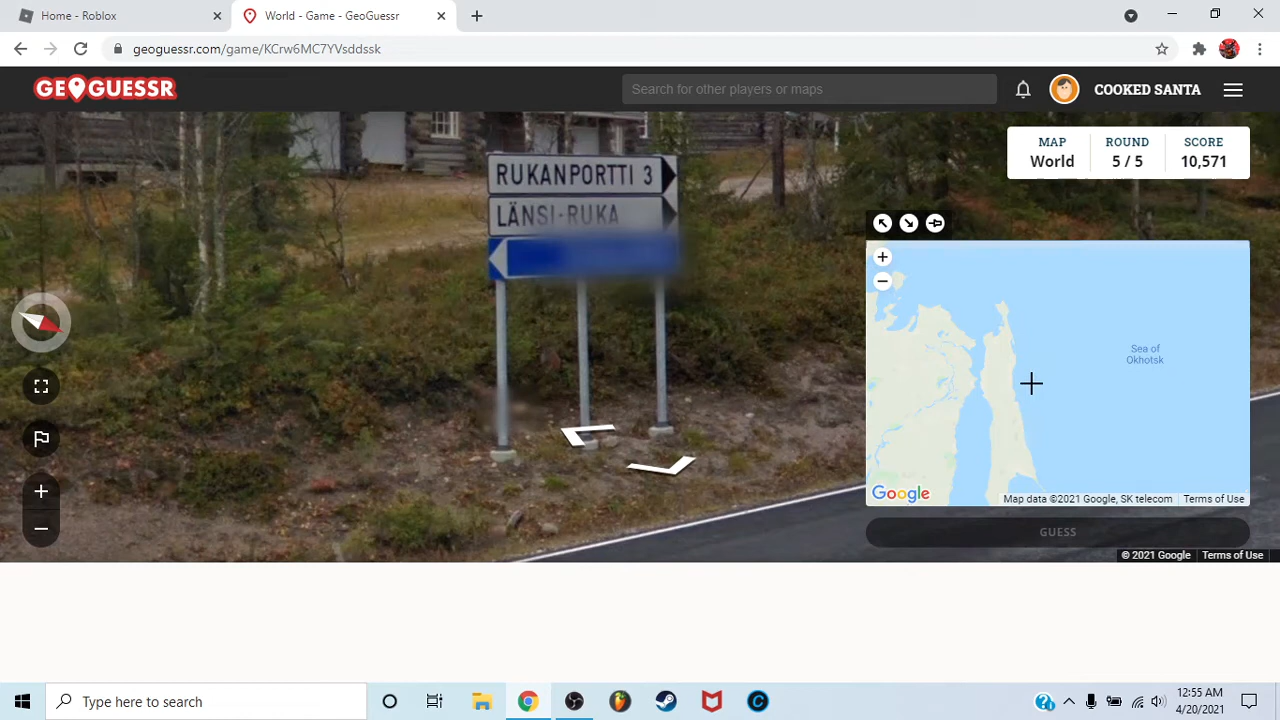 Home - Roblox
World - Game - GeoGuessr
geoguessr.com/game/KCrw6MC7YVsddssk
GEOGUESSR
Search for other players or maps
COOKED SANTA
MAP ROUND SCORE
World 5 / 5 10,571
RUKANPORTTI 3
LÄNSI-RUKA
Sea of
Okhotsk
Google
Map data ©2021 Google, SK telecom Terms of Use
GUESS
© 2021 Google Terms of Use
Type here to search
12:55 AM
4/20/2021